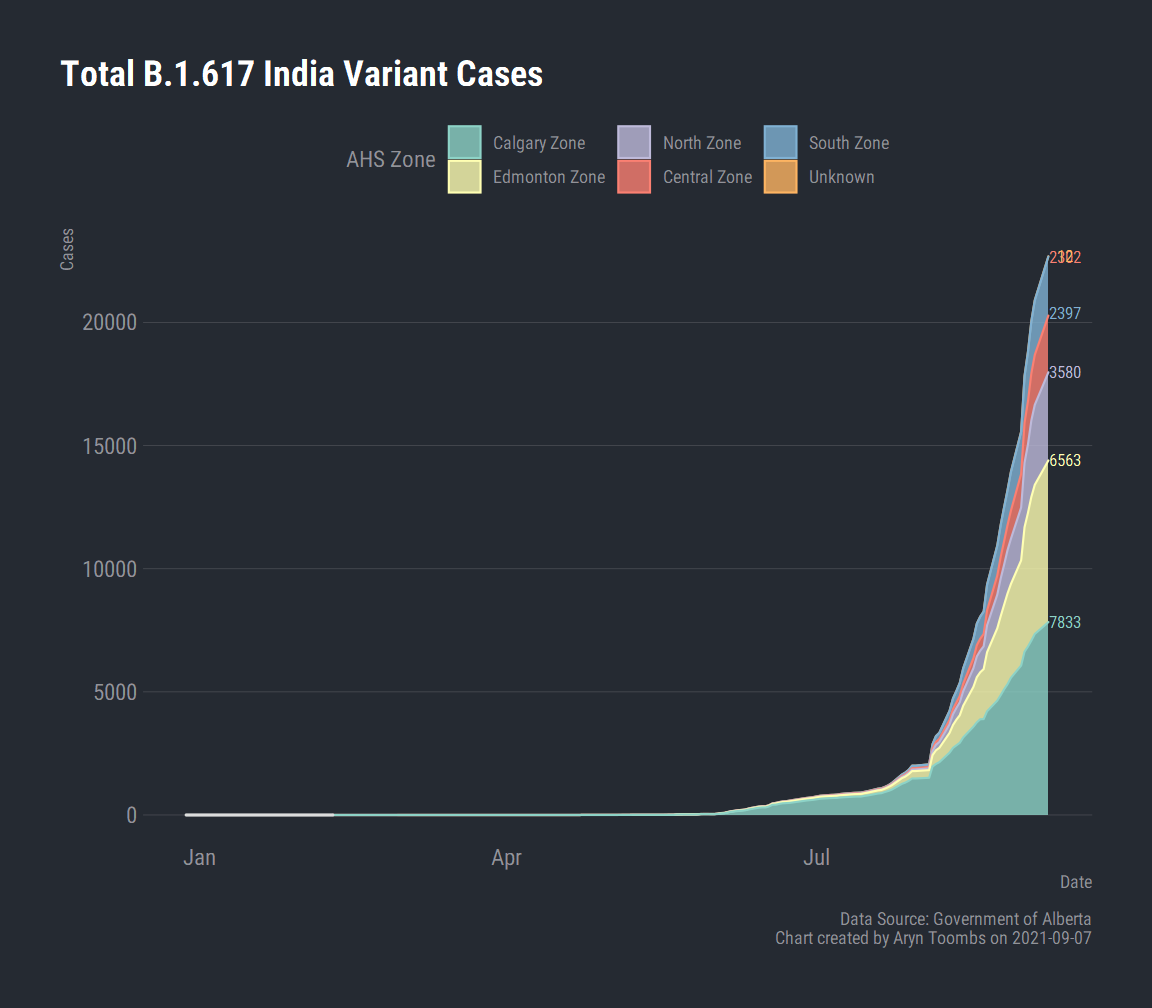 Total B.1.617 India Variant Cases
AHS Zone
Calgary Zone North Zone South Zone
Edmonton Zone Central Zone Unknown
Cases
2397
20000
3580
15000
6563
10000
7833
5000
0
Jan Apr Jul
Date
Data Source: Government of Alberta
Chart created by Aryn Toombs on 2021-09-07